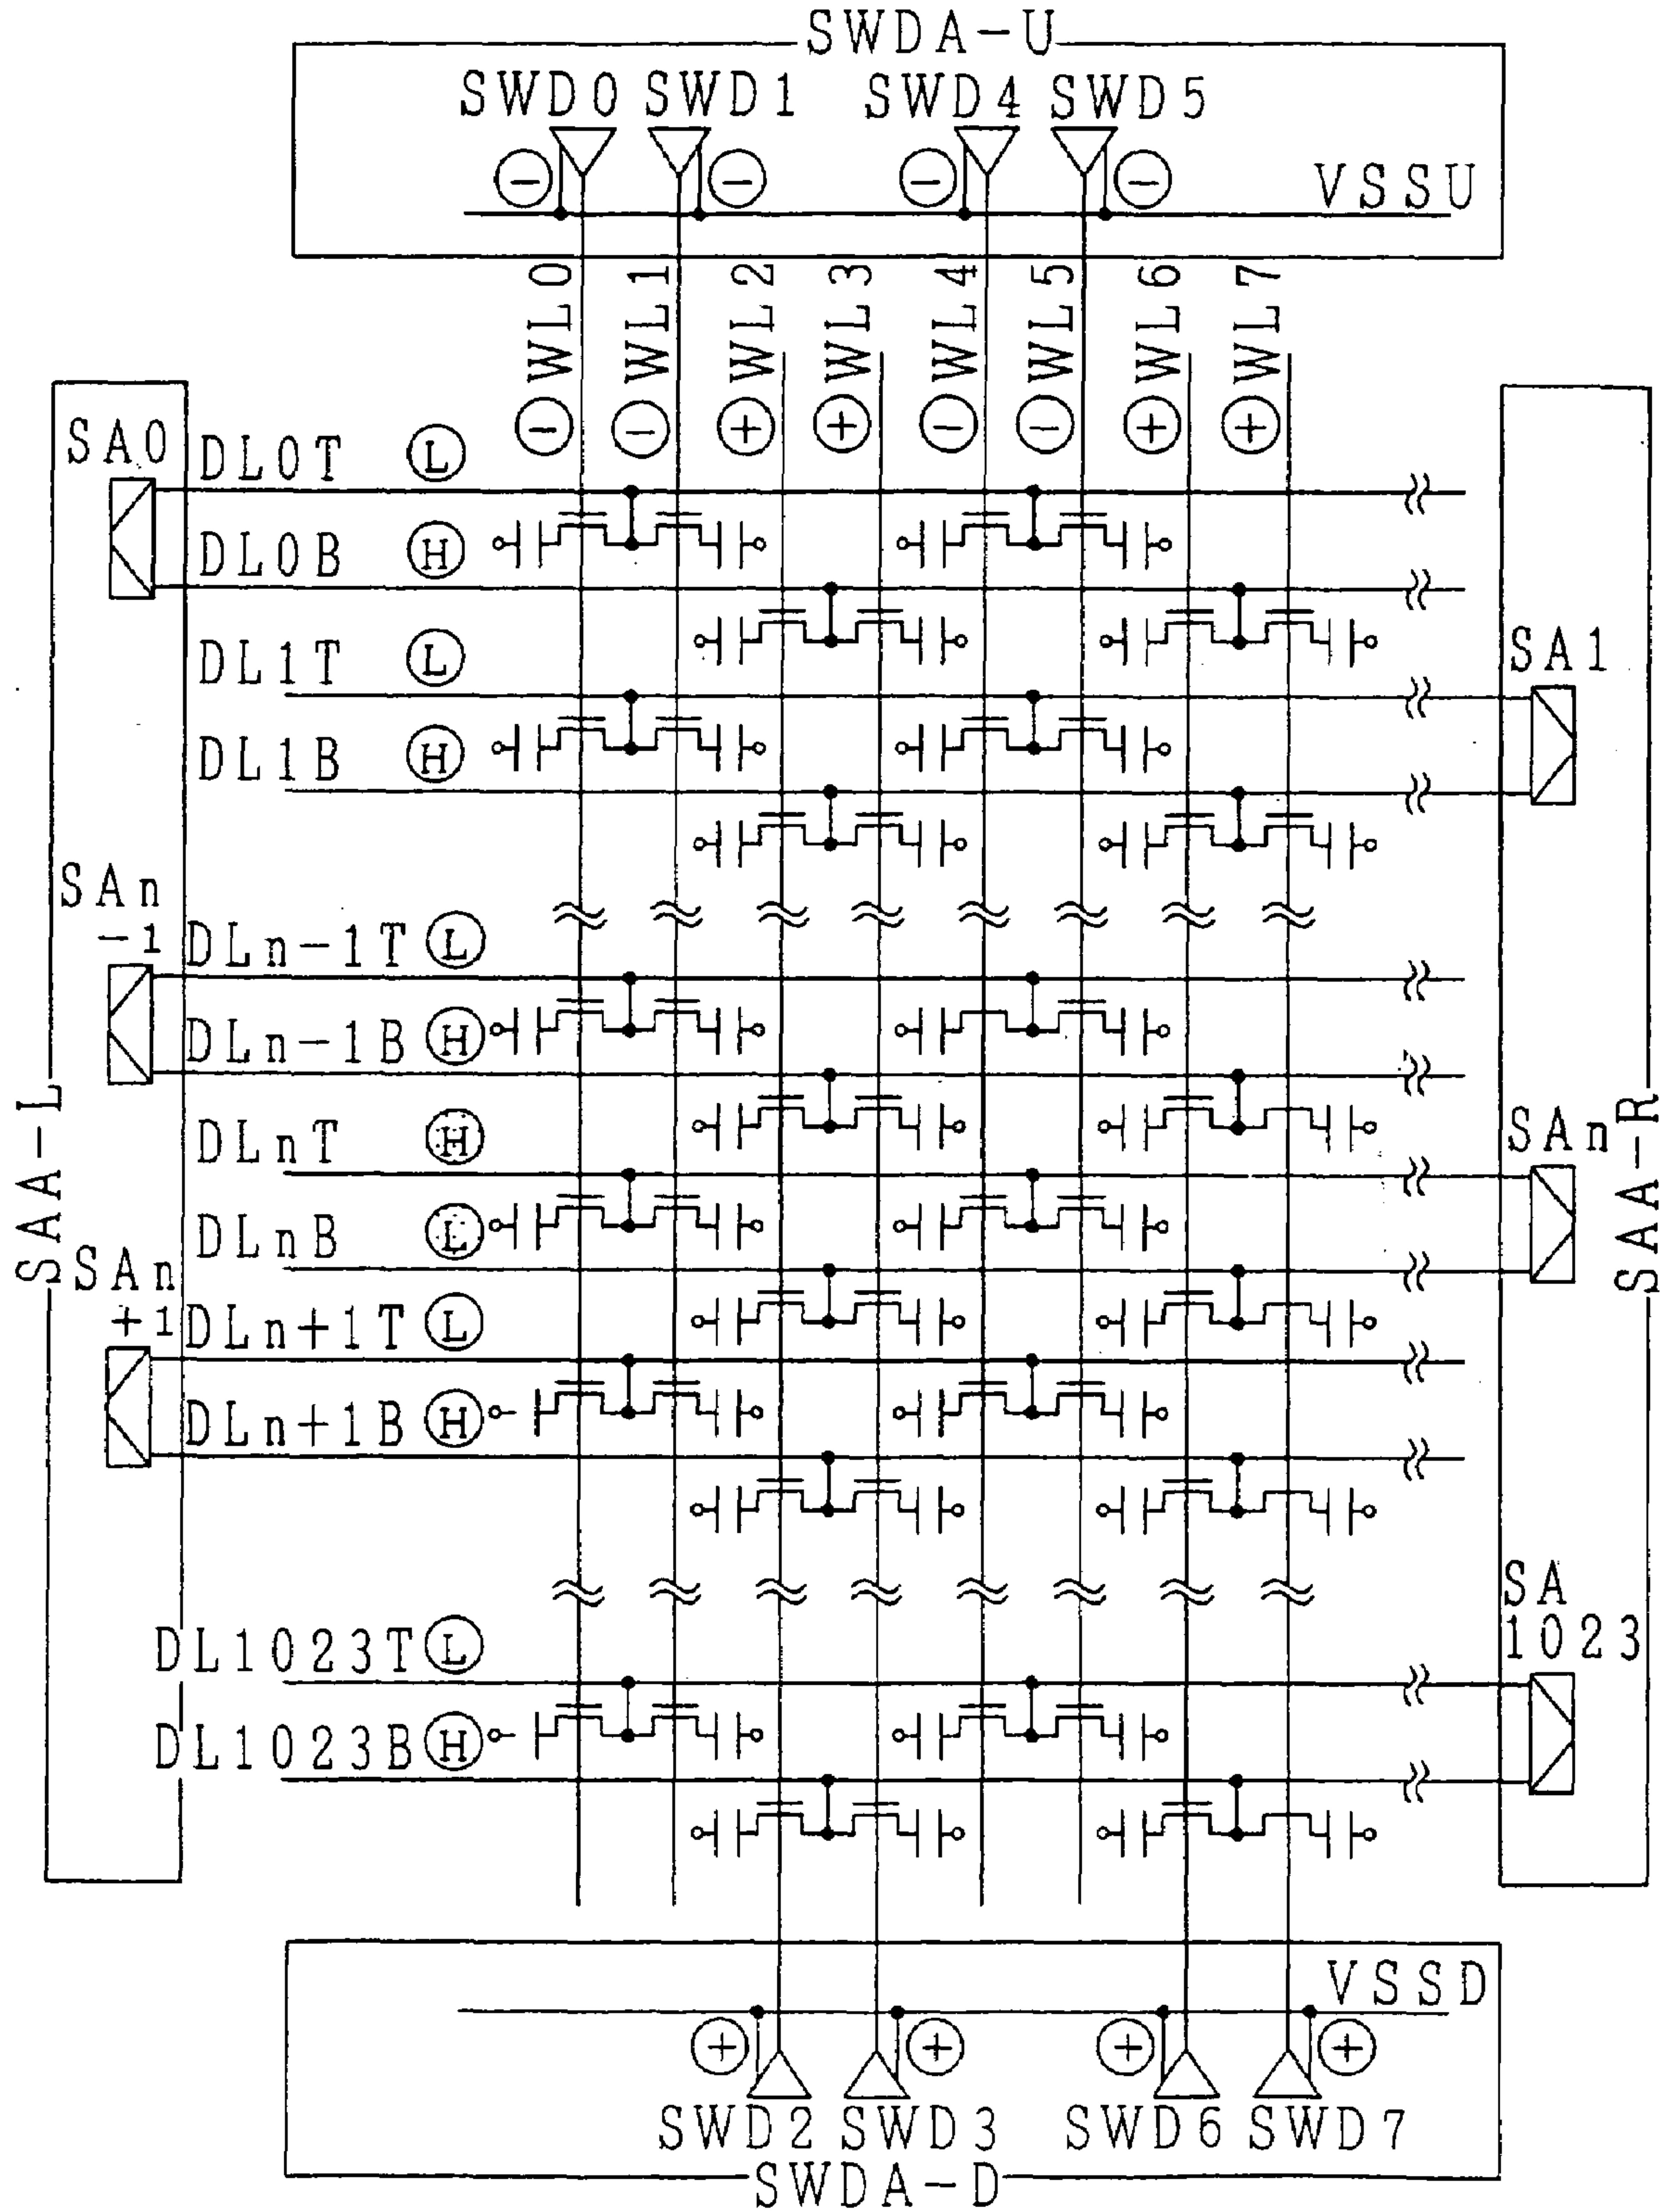 SWDA-U
SWD0 SWD1 SWD4 SWD5
− − − −
VSSU
WL0 WL1 WL2 WL3 WL4 WL5 WL6 WL7
− − + + − − + +
SA0
DL0T L
DL0B H
DL1T L
SA1
DL1B H
SAn
-1
DLn-1T L
DLn-1B H
SAA-L
SAA-R
DLnT H
SAn
DLnB L
SAn
+1
DLn+1T L
DLn+1B H
SA
1023
DL1023T L
DL1023B H
VSSD
+ + + +
SWD2 SWD3 SWD6 SWD7
SWDA-D